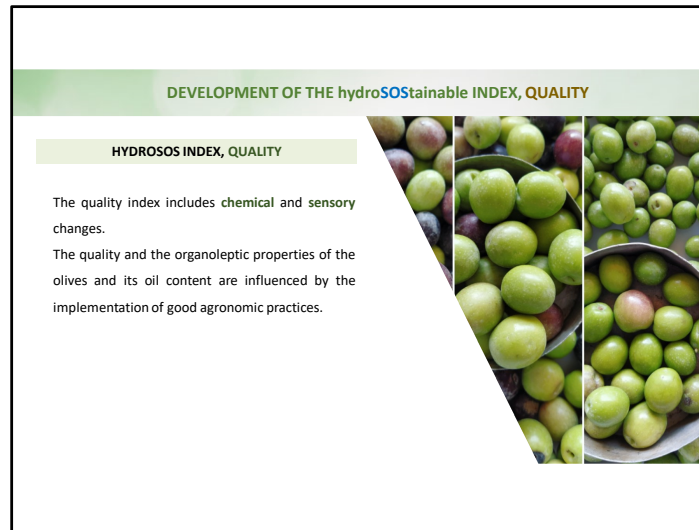 DEVELOPMENT OF THE hydroSOStainable INDEX, QUALITY
HYDROSOS INDEX, QUALITY
The quality index includes chemical and sensory
changes.
The quality and the organoleptic properties of the
olives and its oil content are influenced by the
implementation of good agronomic practices.